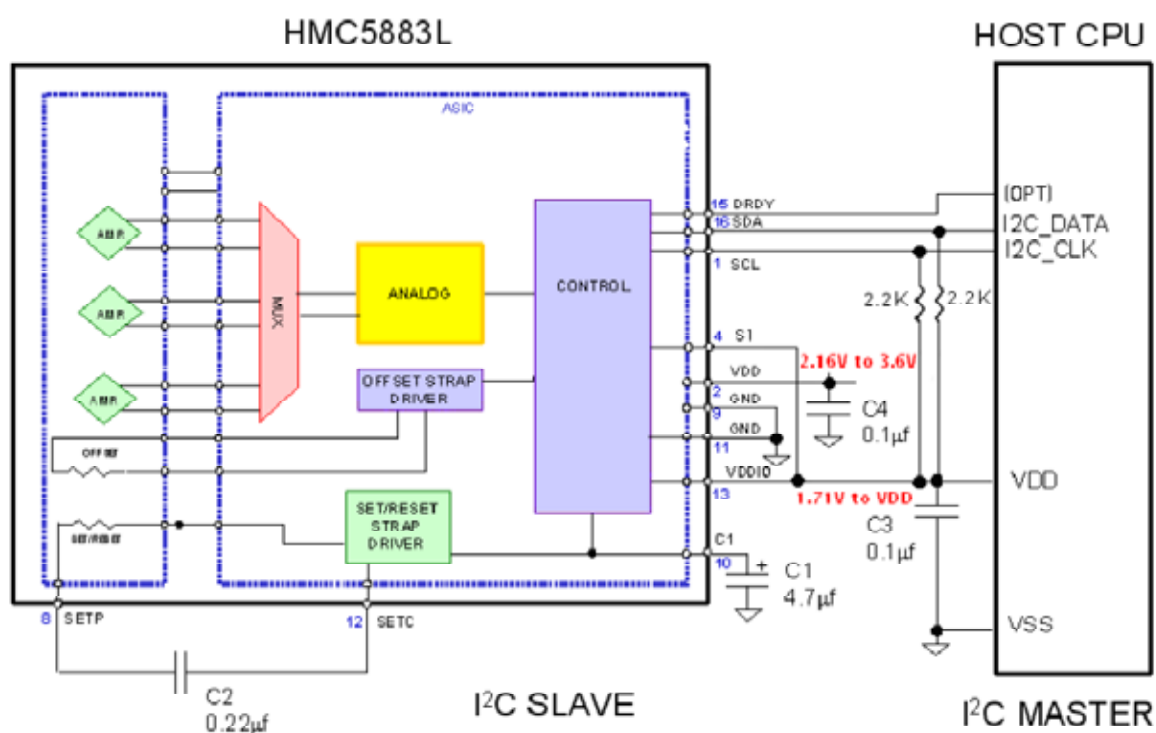 HMC5883L
HOST CPU
ASIC
15 DRDY
(OPT)
16 SDA
I2C_DATA
1 SCL
I2C_CLK
AMR
AMR
AMR
MUX
ANALOG
CONTROL
2.2K
2.2K
4 S1
2.16V to 3.6V
VDD
2
GND
9
C4
0.1µf
OFFSET STRAP
DRIVER
GND
11
OFFSET
VDDIO
13
VDD
1.71V to VDD
C3
0.1µf
SET/RESET
STRAP
DRIVER
SET/RESET
C1
10
+ C1
4.7µf
8 SETP
12 SETC
VSS
C2
0.22µf
I²C SLAVE
I²C MASTER